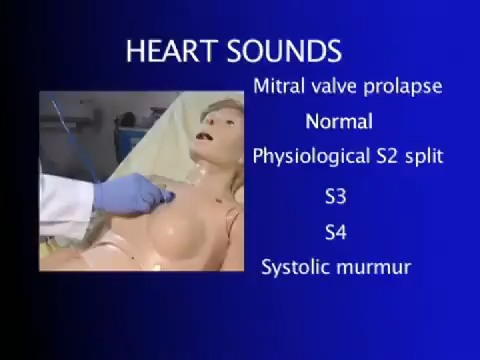 HEART SOUNDS
Mitral valve prolapse
Normal
Physiological S2 split
S3
S4
Systolic murmur